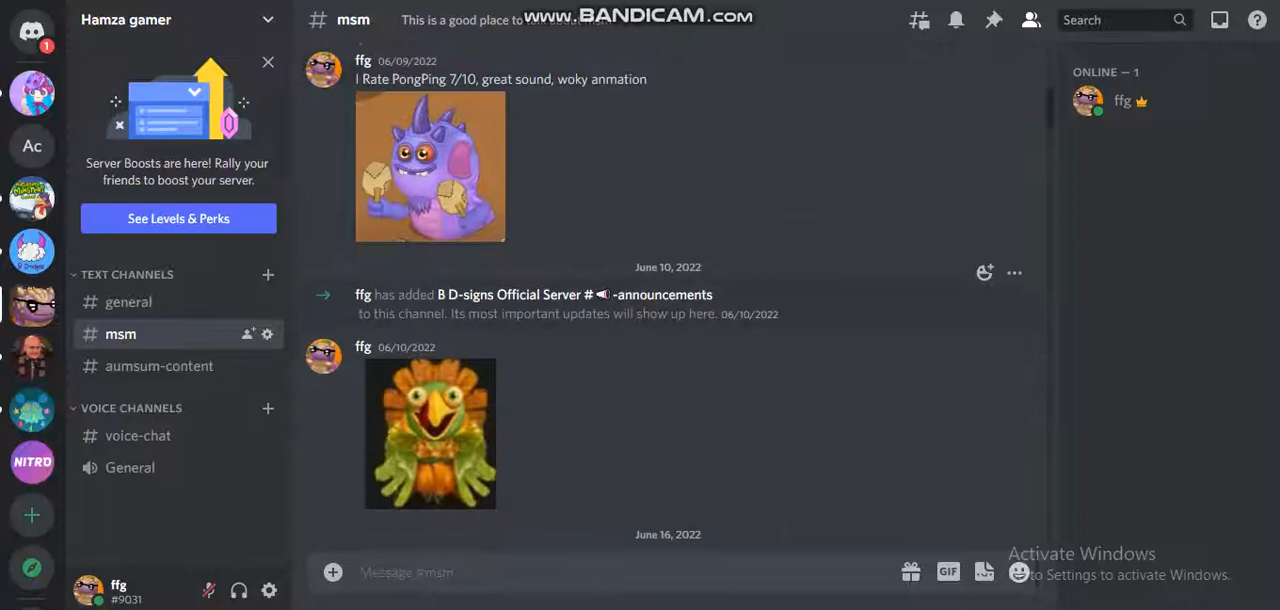 Hamza gamer
# msm
This is a good place to
www.BANDICAM.com
Search
1
Ac
NITRO
Server Boosts are here! Rally your
friends to boost your server.
See Levels & Perks
TEXT CHANNELS
# general
# msm
# aumsum-content
VOICE CHANNELS
# voice-chat
General
ffg
#9031
ffg 06/09/2022
I Rate PongPing 7/10, great sound, woky anmation
June 10, 2022
ffg has added B D-signs Official Server # -announcements
to this channel. Its most important updates will show up here. 06/10/2022
ffg 06/10/2022
June 16, 2022
Message #msm
GIF
ONLINE — 1
ffg
Activate Windows
to Settings to activate Windows.